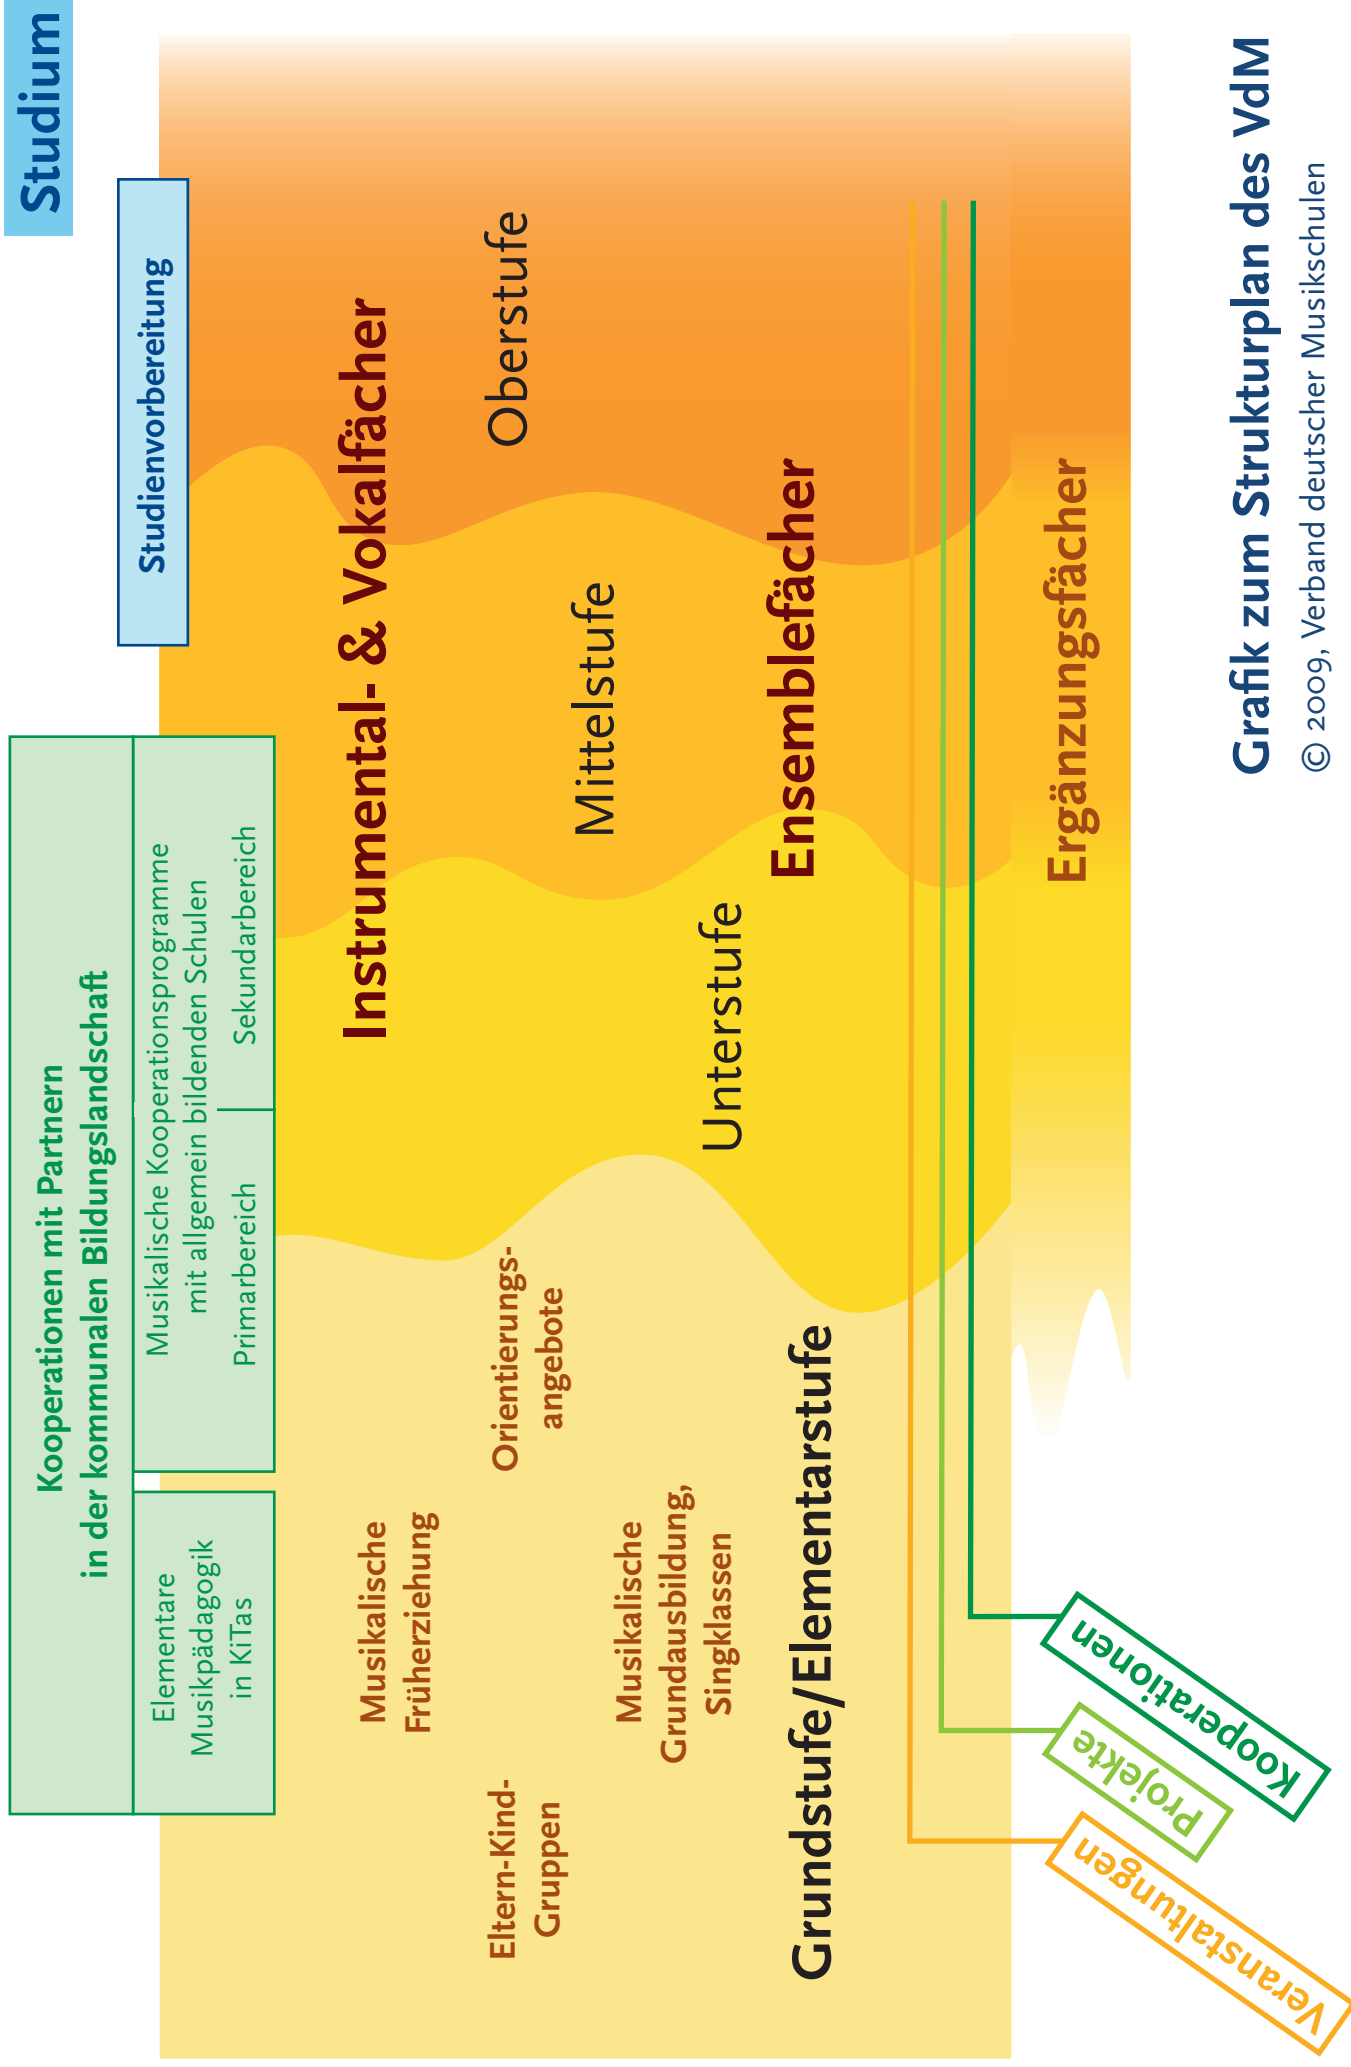 Studium
Studienvorbereitung
Kooperationen mit Partnern
in der kommunalen Bildungslandschaft
Elementare
Musikpädagogik
in KiTas
Musikalische Kooperationsprogramme
mit allgemein bildenden Schulen
Primarbereich
Sekundarbereich
Instrumental- & Vokalfächer
Oberstufe
Mittelstufe
Unterstufe
Ensemblefächer
Musikalische
Früherziehung
Orientierungs-
angebote
Eltern-Kind-
Gruppen
Musikalische
Grundausbildung,
Singklassen
Grundstufe/Elementarstufe
Ergänzungsfächer
Veranstaltungen
Projekte
Kooperationen
Grafik zum Strukturplan des VdM
© 2009, Verband deutscher Musikschulen